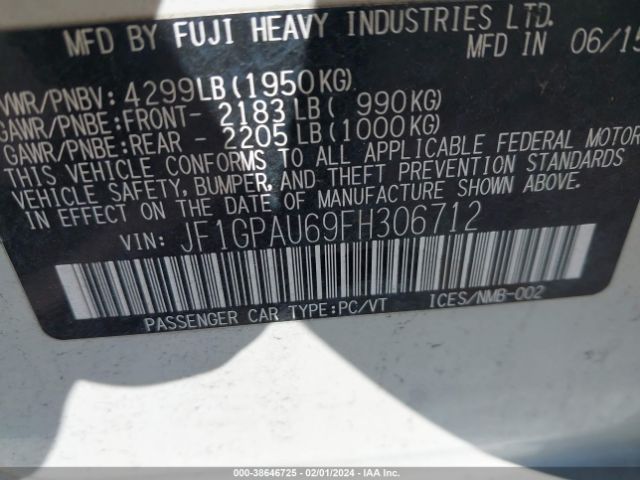 MFD BY FUJI HEAVY INDUSTRIES LTD.
MFD IN 06/15
VWR/PNBV: 4299LB(1950KG)
GAWR/PNBE:FRONT- 2183LB( 990KG)
GAWR/PNBE:REAR - 2205LB(1000KG)
THIS VEHICLE CONFORMS TO ALL APPLICABLE FEDERAL MOTOR
VEHICLE SAFETY, BUMPER, AND THEFT PREVENTION STANDARDS
IN EFFECT ON THE DATE OF MANUFACTURE SHOWN ABOVE.
VIN: JF1GPAU69FH306712
PASSENGER CAR TYPE:PC/VT ICES/NMB-002
000-38646725 - 02/01/2024 - IAA Inc.